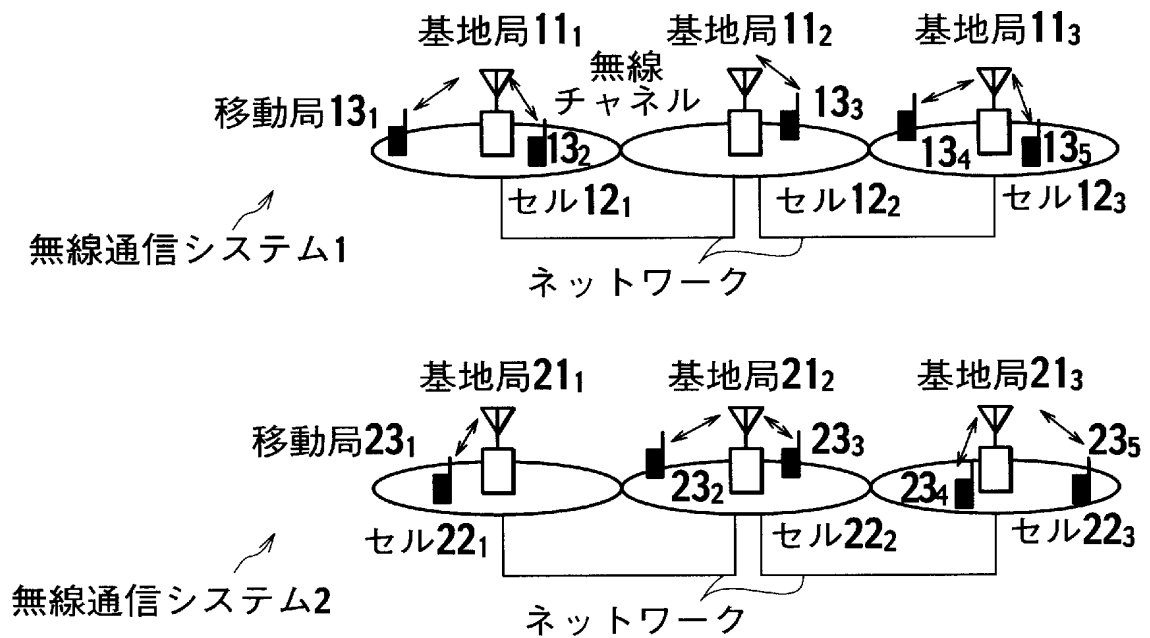 基地局11₁
基地局11₂
基地局11₃
無線
チャネル
移動局13₁
13₂
13₃
13₄
13₅
セル12₁
セル12₂
セル12₃
無線通信システム1
ネットワーク
基地局21₁
基地局21₂
基地局21₃
移動局23₁
23₂
23₃
23₄
23₅
セル22₁
セル22₂
セル22₃
無線通信システム2
ネットワーク